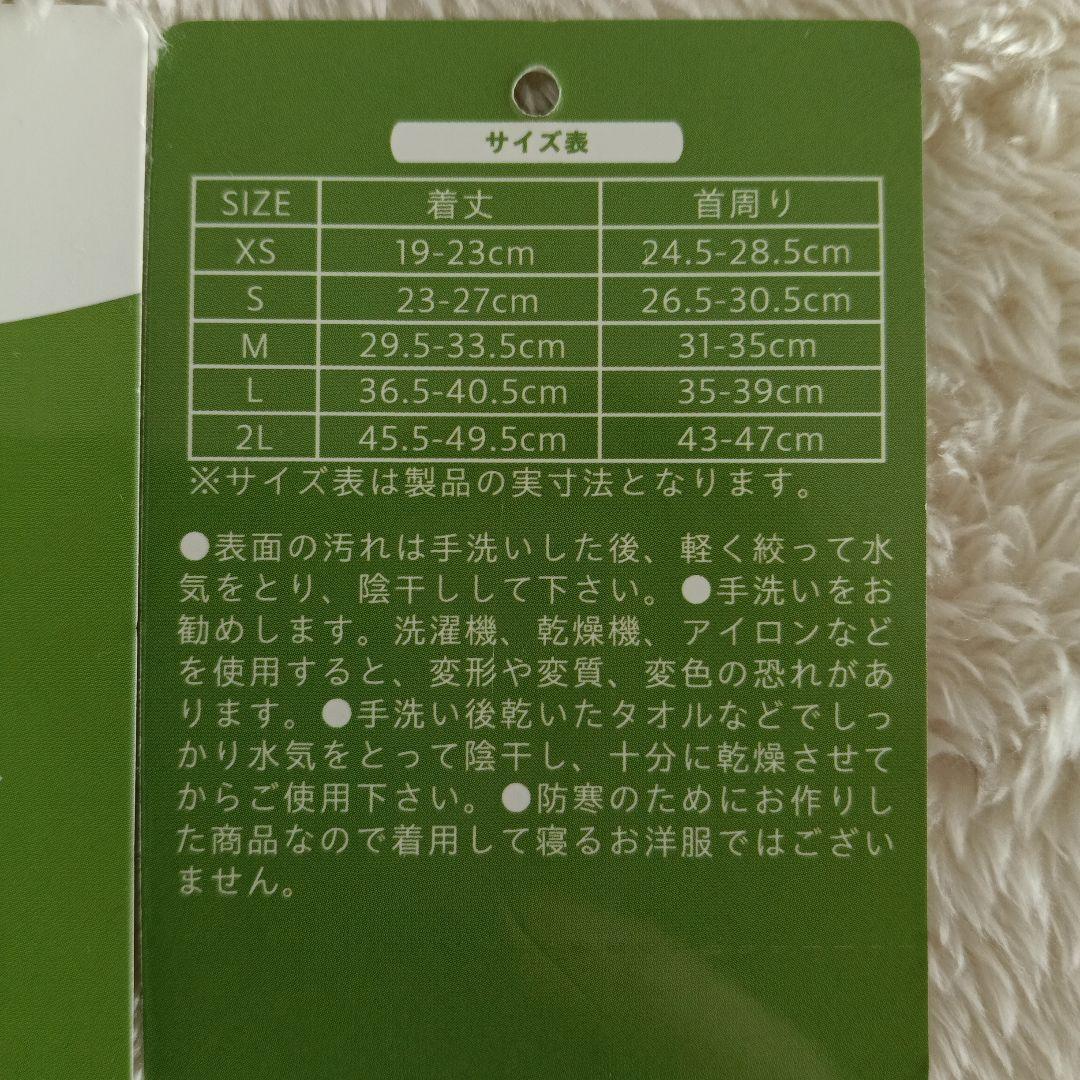 サイズ表
SIZE 着丈 首周り
XS 19-23cm 24.5-28.5cm
S 23-27cm 26.5-30.5cm
M 29.5-33.5cm 31-35cm
L 36.5-40.5cm 35-39cm
2L 45.5-49.5cm 43-47cm
※サイズ表は製品の実寸法となります。
●表面の汚れは手洗いした後、軽く絞って水
気をとり、陰干しして下さい。●手洗いをお
勧めします。洗濯機、乾燥機、アイロンなど
を使用すると、変形や変質、変色の恐れがあ
ります。●手洗い後乾いたタオルなどでしっ
かり水気をとって陰干し、十分に乾燥させて
からご使用下さい。●防寒のためにお作りし
た商品なので着用して寝るお洋服ではござい
ません。